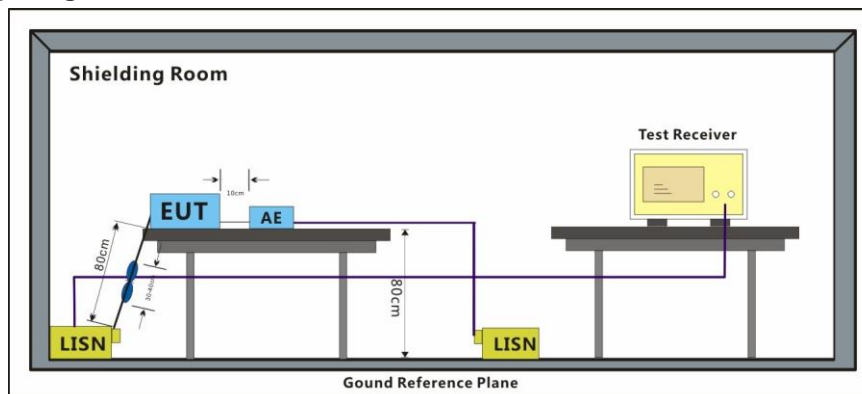 Shielding Room
Test Receiver
10cm
EUT
AE
80cm
30-40cm
80cm
LISN
LISN
Gound Reference Plane